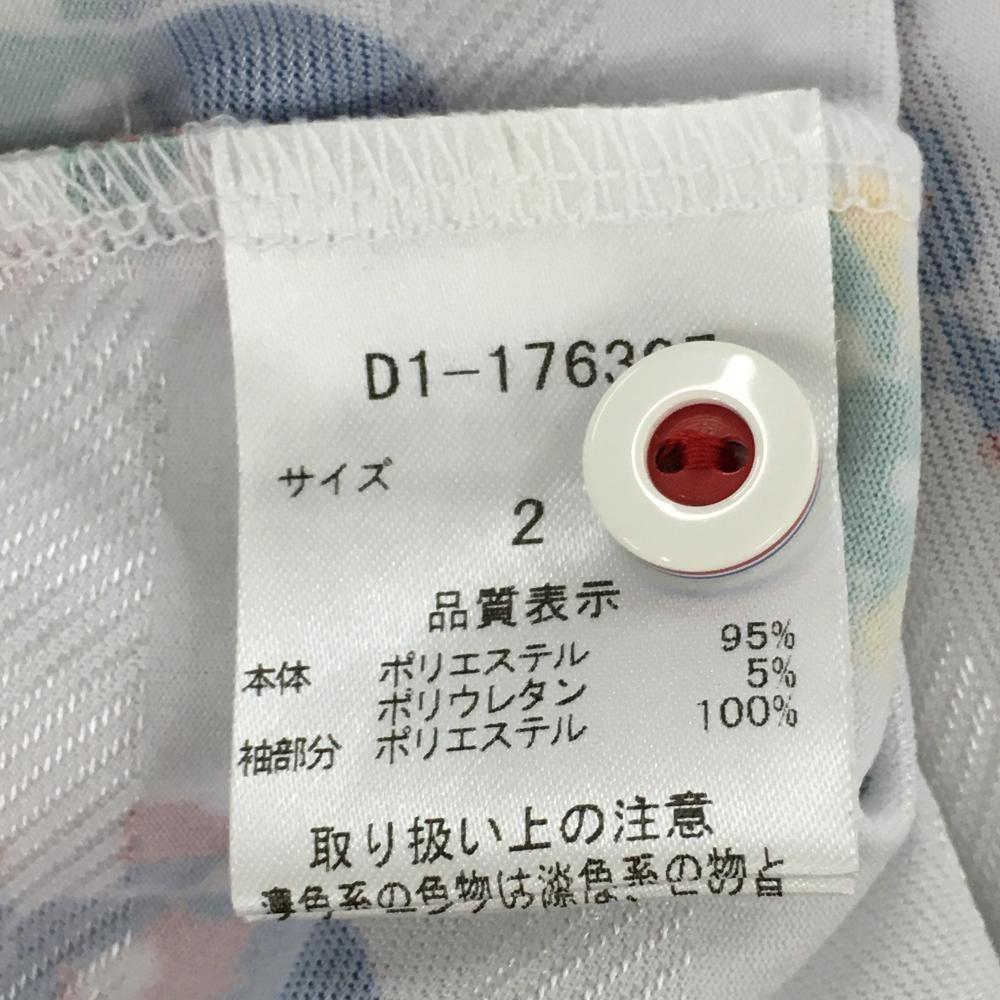 サイズ
2
品質表示
本体 ポリエステル 95%
ポリウレタン 5%
袖部分 ポリエステル 100%
取り扱い上の注意